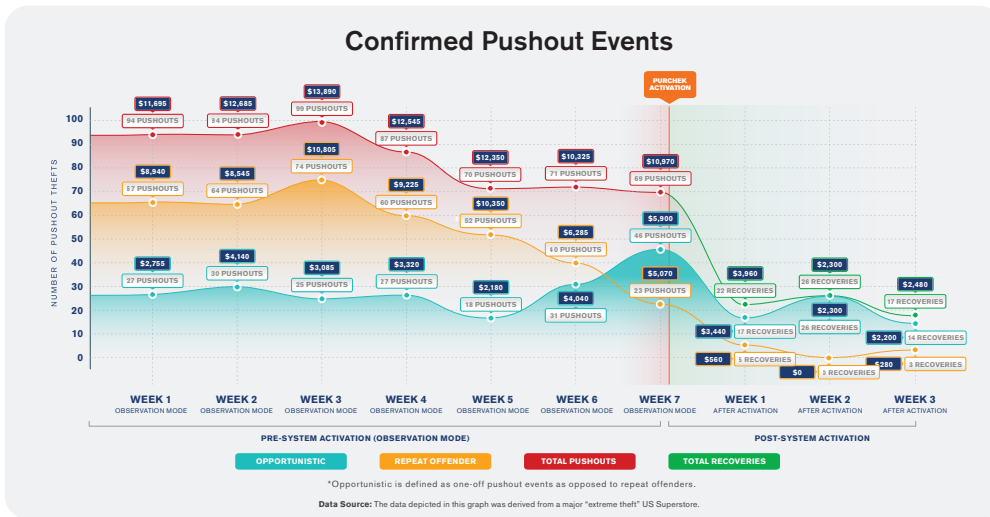 Confirmed Pushout Events
PURCHEK
ACTIVATION
NUMBER OF PUSHOUT THEFTS
100
90
80
70
60
50
40
30
20
10
0
$11,695
94 PUSHOUTS
$12,685
94 PUSHOUTS
$13,890
99 PUSHOUTS
$12,545
87 PUSHOUTS
$12,350
70 PUSHOUTS
$10,325
71 PUSHOUTS
$10,970
69 PUSHOUTS
$8,940
67 PUSHOUTS
$8,545
64 PUSHOUTS
$10,805
74 PUSHOUTS
$9,225
60 PUSHOUTS
$10,350
52 PUSHOUTS
$6,285
40 PUSHOUTS
$5,900
46 PUSHOUTS
$5,070
23 PUSHOUTS
$2,755
27 PUSHOUTS
$4,140
30 PUSHOUTS
$3,085
25 PUSHOUTS
$3,320
27 PUSHOUTS
$2,180
18 PUSHOUTS
$4,040
31 PUSHOUTS
$3,960
22 RECOVERIES
$2,300
26 RECOVERIES
$2,480
17 RECOVERIES
$3,440
17 RECOVERIES
$2,300
26 RECOVERIES
$2,200
14 RECOVERIES
$560
5 RECOVERIES
$0
0 RECOVERIES
$280
3 RECOVERIES
WEEK 1
OBSERVATION MODE
WEEK 2
OBSERVATION MODE
WEEK 3
OBSERVATION MODE
WEEK 4
OBSERVATION MODE
WEEK 5
OBSERVATION MODE
WEEK 6
OBSERVATION MODE
WEEK 7
OBSERVATION MODE
WEEK 1
AFTER ACTIVATION
WEEK 2
AFTER ACTIVATION
WEEK 3
AFTER ACTIVATION
PRE-SYSTEM ACTIVATION (OBSERVATION MODE)
POST-SYSTEM ACTIVATION
OPPORTUNISTIC
REPEAT OFFENDER
TOTAL PUSHOUTS
TOTAL RECOVERIES
*Opportunistic is defined as one-off pushout events as opposed to repeat offenders.
Data Source: The data depicted in this graph was derived from a major "extreme theft" US Superstore.